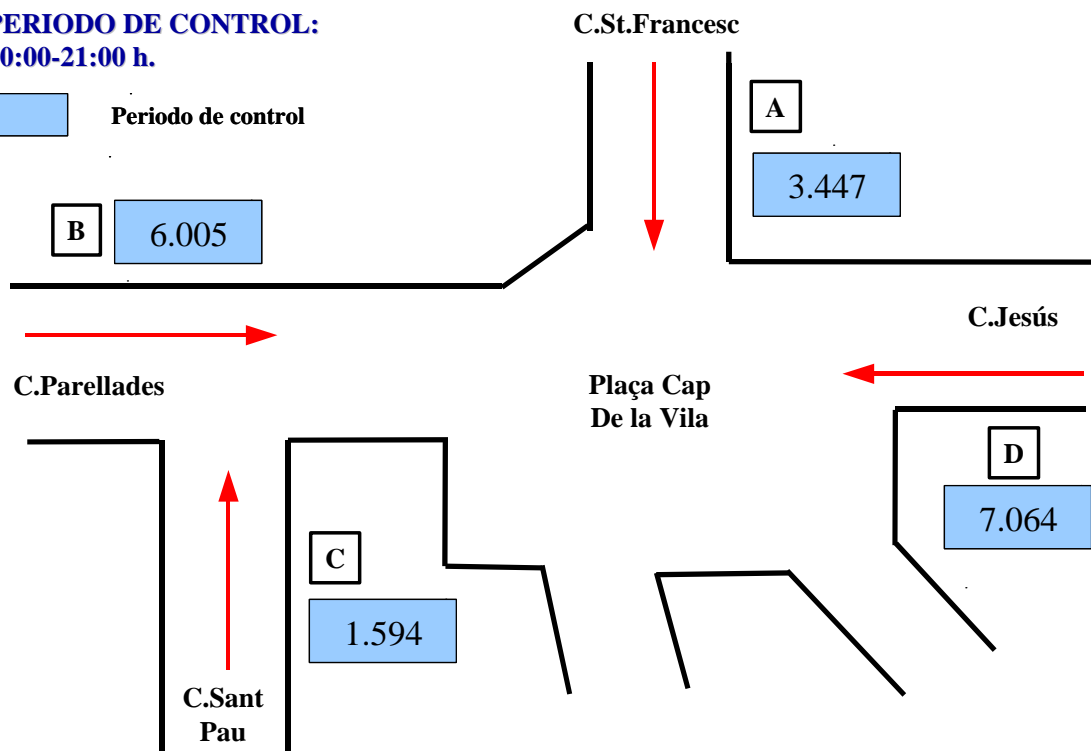 PERIODO DE CONTROL:
0:00-21:00 h.
Periodo de control
C.St.Francesc
A
3.447
B
6.005
C.Jesús
C.Parellades
Plaça Cap
De la Vila
D
7.064
C
1.594
C.Sant
Pau